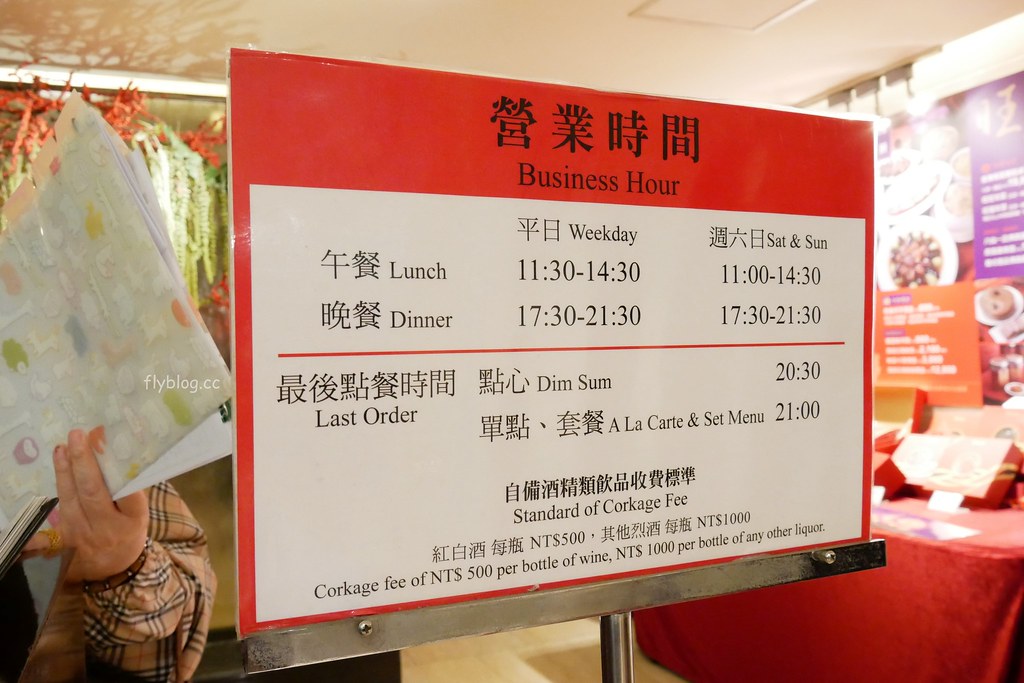 營業時間
Business Hour
平日 Weekday 週六日Sat & Sun
午餐 Lunch 11:30-14:30 11:00-14:30
晚餐 Dinner 17:30-21:30 17:30-21:30
最後點餐時間 點心 Dim Sum 20:30
Last Order 單點、套餐 A La Carte & Set Menu 21:00
自備酒精類飲品收費標準
Standard of Corkage Fee
紅白酒 每瓶 NT$500，其他烈酒 每瓶 NT$1000
Corkage fee of NT$ 500 per bottle of wine, NT$ 1000 per bottle of any other liquor.
flyblog.cc
旺